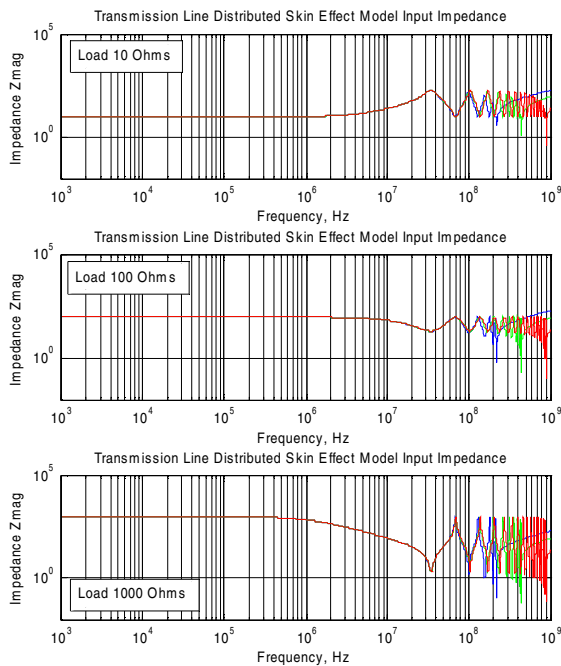 Transmission Line Distributed Skin Effect Model Input Impedance
10^5
Load 10 Ohms
Impedance Zmag
10^0
10^3 10^4 10^5 10^6 10^7 10^8 10^9
Frequency, Hz
Transmission Line Distributed Skin Effect Model Input Impedance
10^5
Load 100 Ohms
Impedance Zmag
10^0
10^3 10^4 10^5 10^6 10^7 10^8 10^9
Frequency, Hz
Transmission Line Distributed Skin Effect Model Input Impedance
10^5
Impedance Zmag
10^0
Load 1000 Ohms
10^3 10^4 10^5 10^6 10^7 10^8 10^9
Frequency, Hz